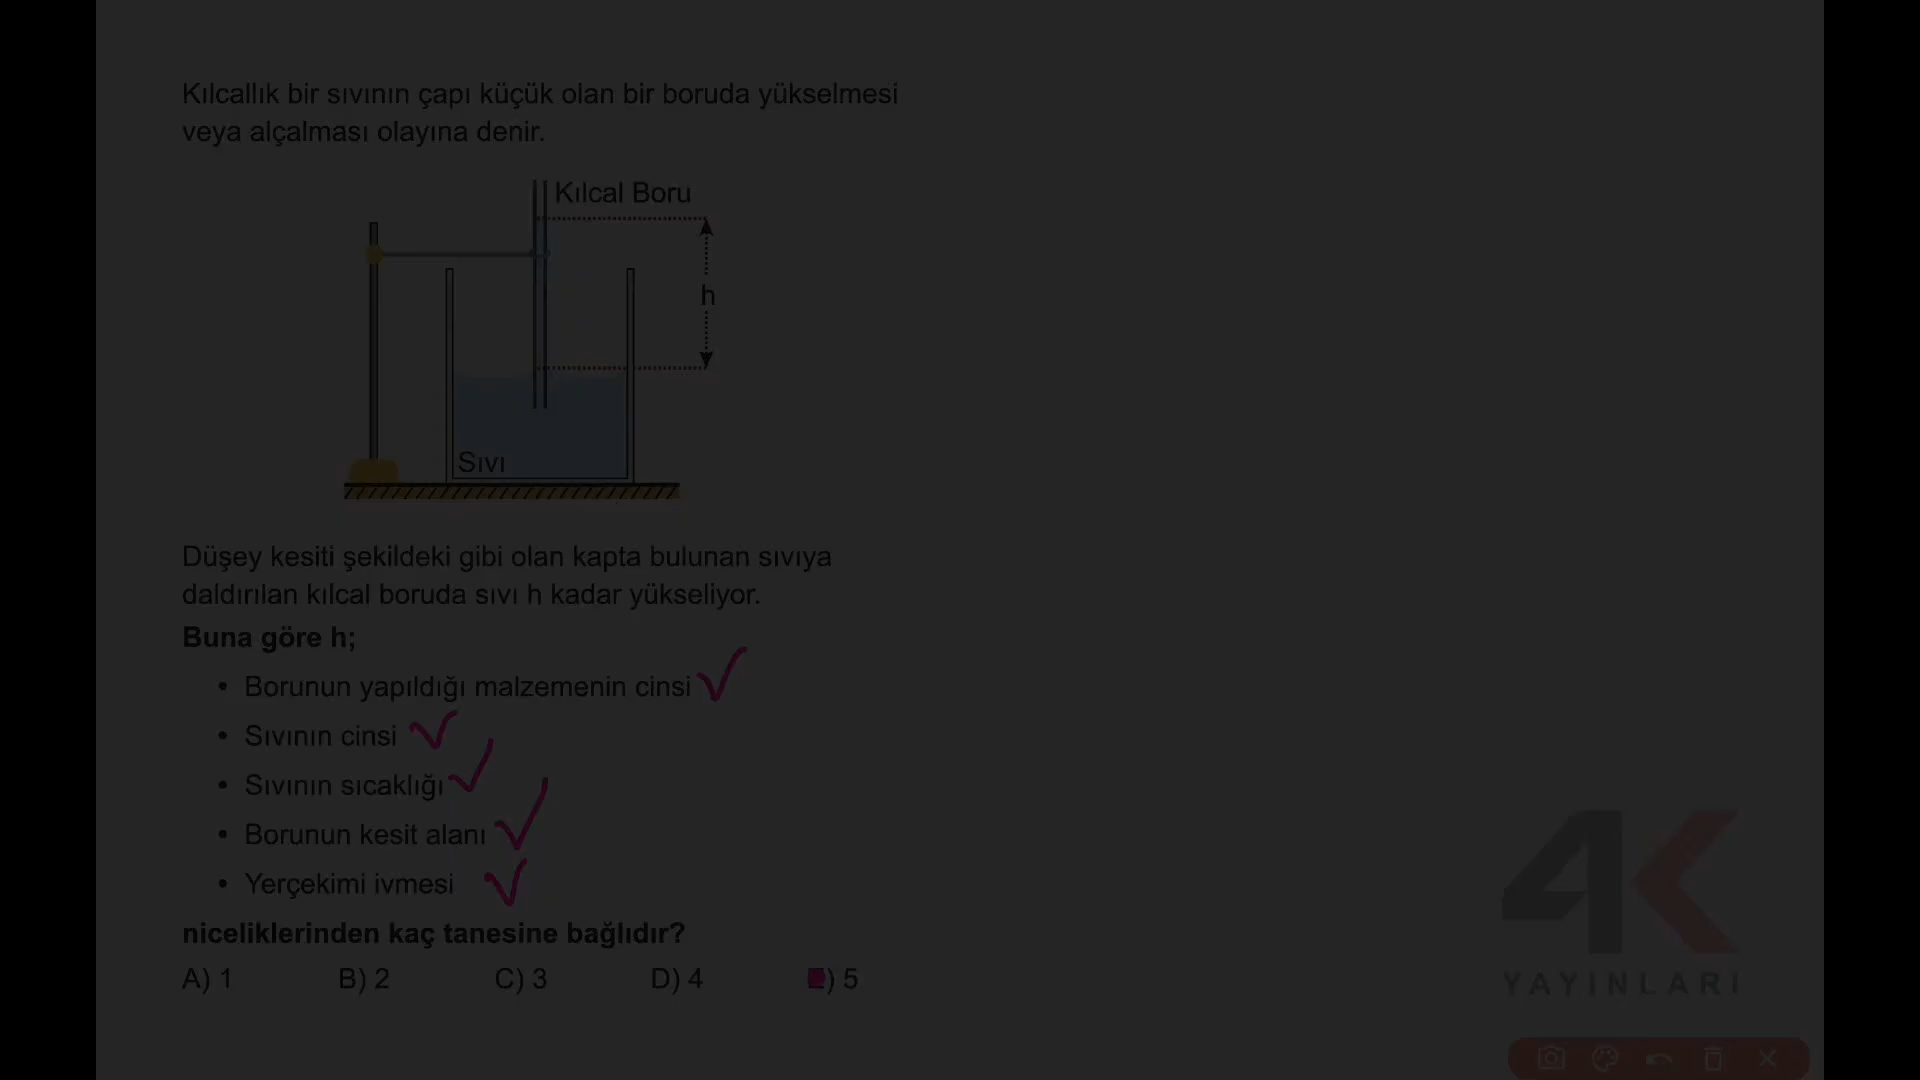 Kılcallık bir sıvının çapı küçük olan bir boruda yükselmesi
veya alçalması olayına denir.
Kılcal Boru
h
Sıvı
Düşey kesiti şekildeki gibi olan kapta bulunan sıvıya
daldırılan kılcal boruda sıvı h kadar yükseliyor.
Buna göre h;
• Borunun yapıldığı malzemenin cinsi
• Sıvının cinsi
• Sıvının sıcaklığı
• Borunun kesit alanı
• Yerçekimi ivmesi
niceliklerinden kaç tanesine bağlıdır?
A) 1 B) 2 C) 3 D) 4 E) 5
4K
YAYINLARI